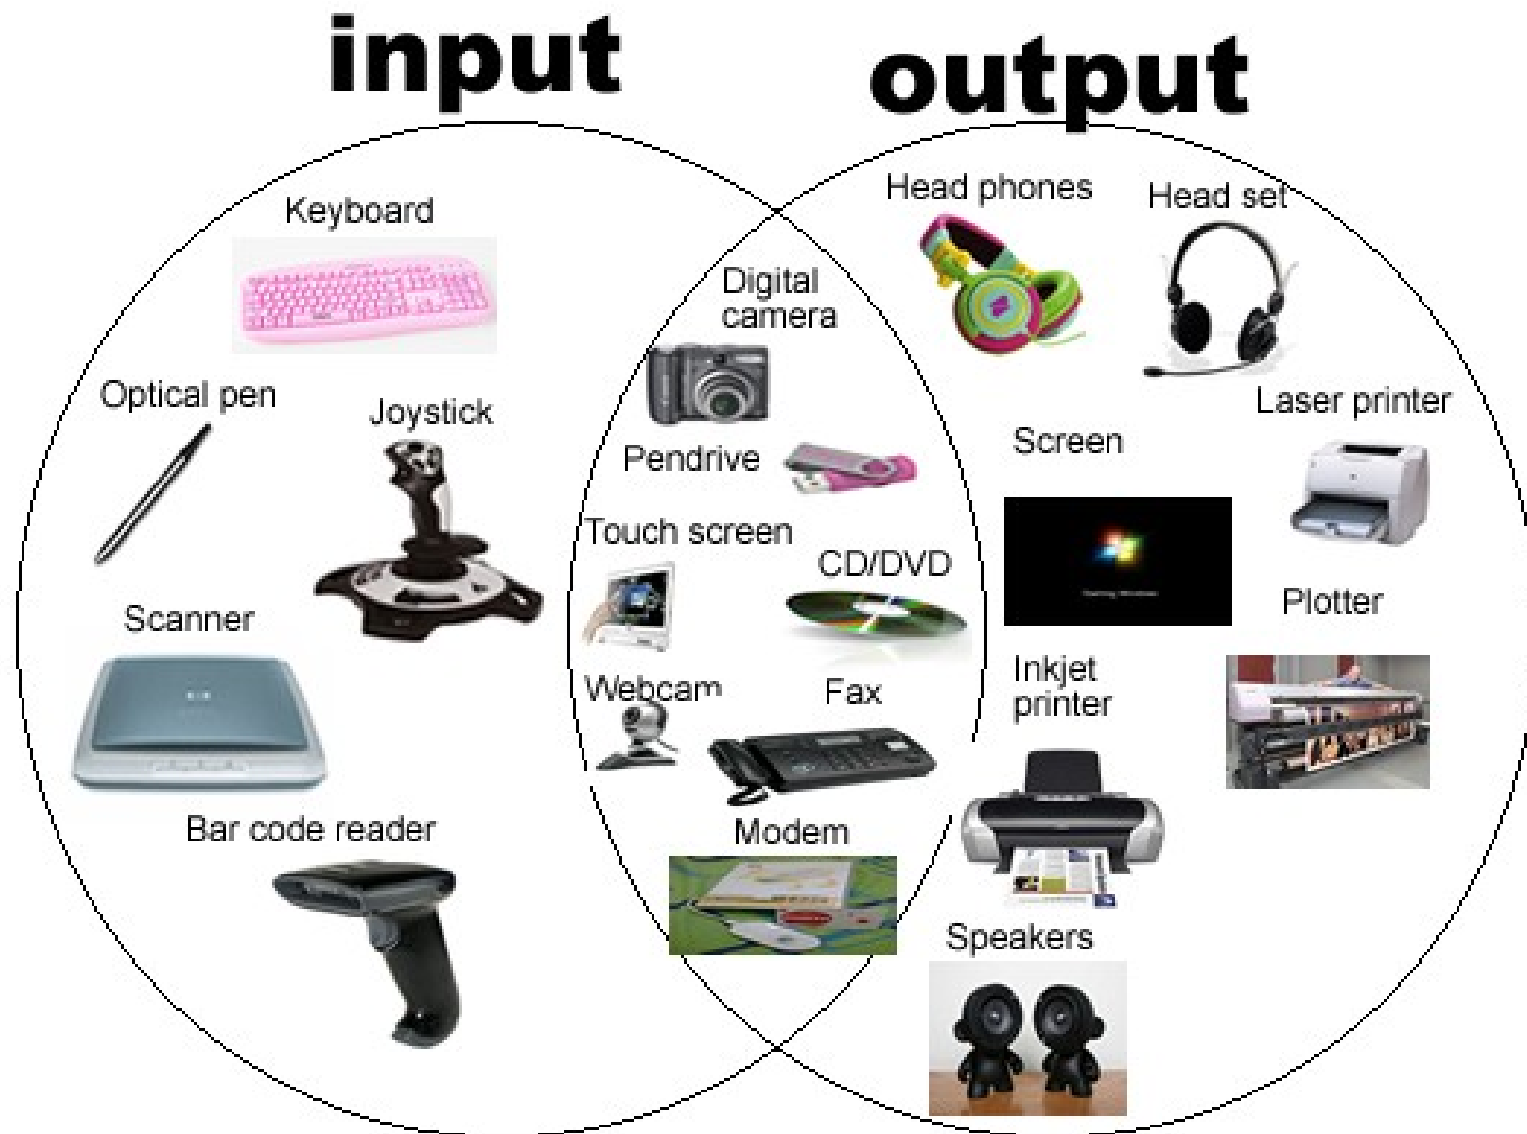 input
output
Keyboard
Optical pen
Joystick
Scanner
Bar code reader
Digital
camera
Pendrive
Touch screen
CD/DVD
Webcam
Fax
Modem
Head phones
Head set
Laser printer
Screen
Plotter
Inkjet
printer
Speakers